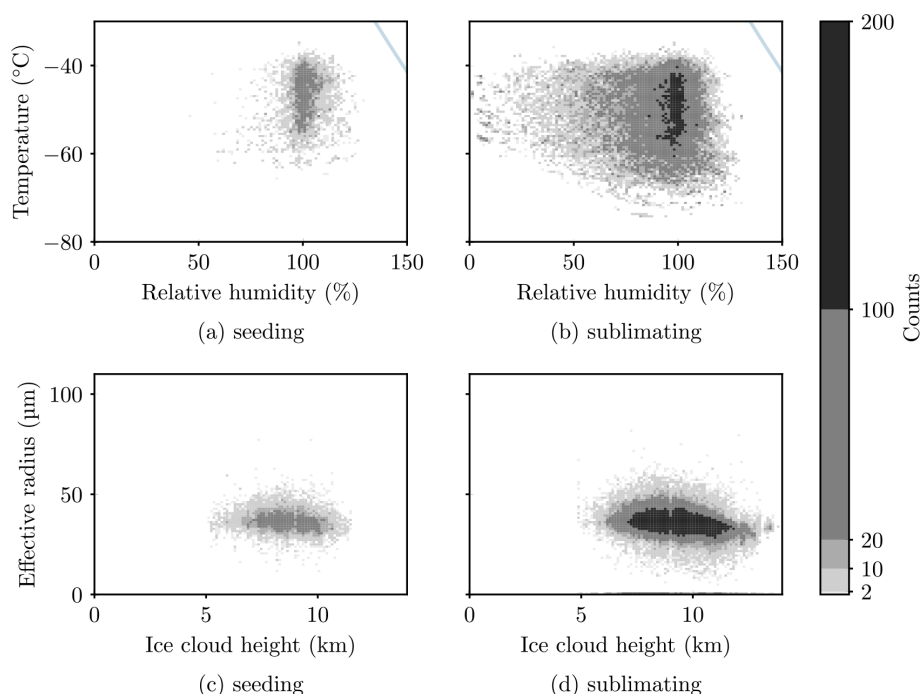 −40
−60
−80
Temperature (°C)
0 50 100 150
Relative humidity (%)
(a) seeding
0 50 100 150
Relative humidity (%)
(b) sublimating
100
50
0
Effective radius (µm)
0 5 10
Ice cloud height (km)
(c) seeding
0 5 10
Ice cloud height (km)
(d) sublimating
200
100
20
10
2
Counts